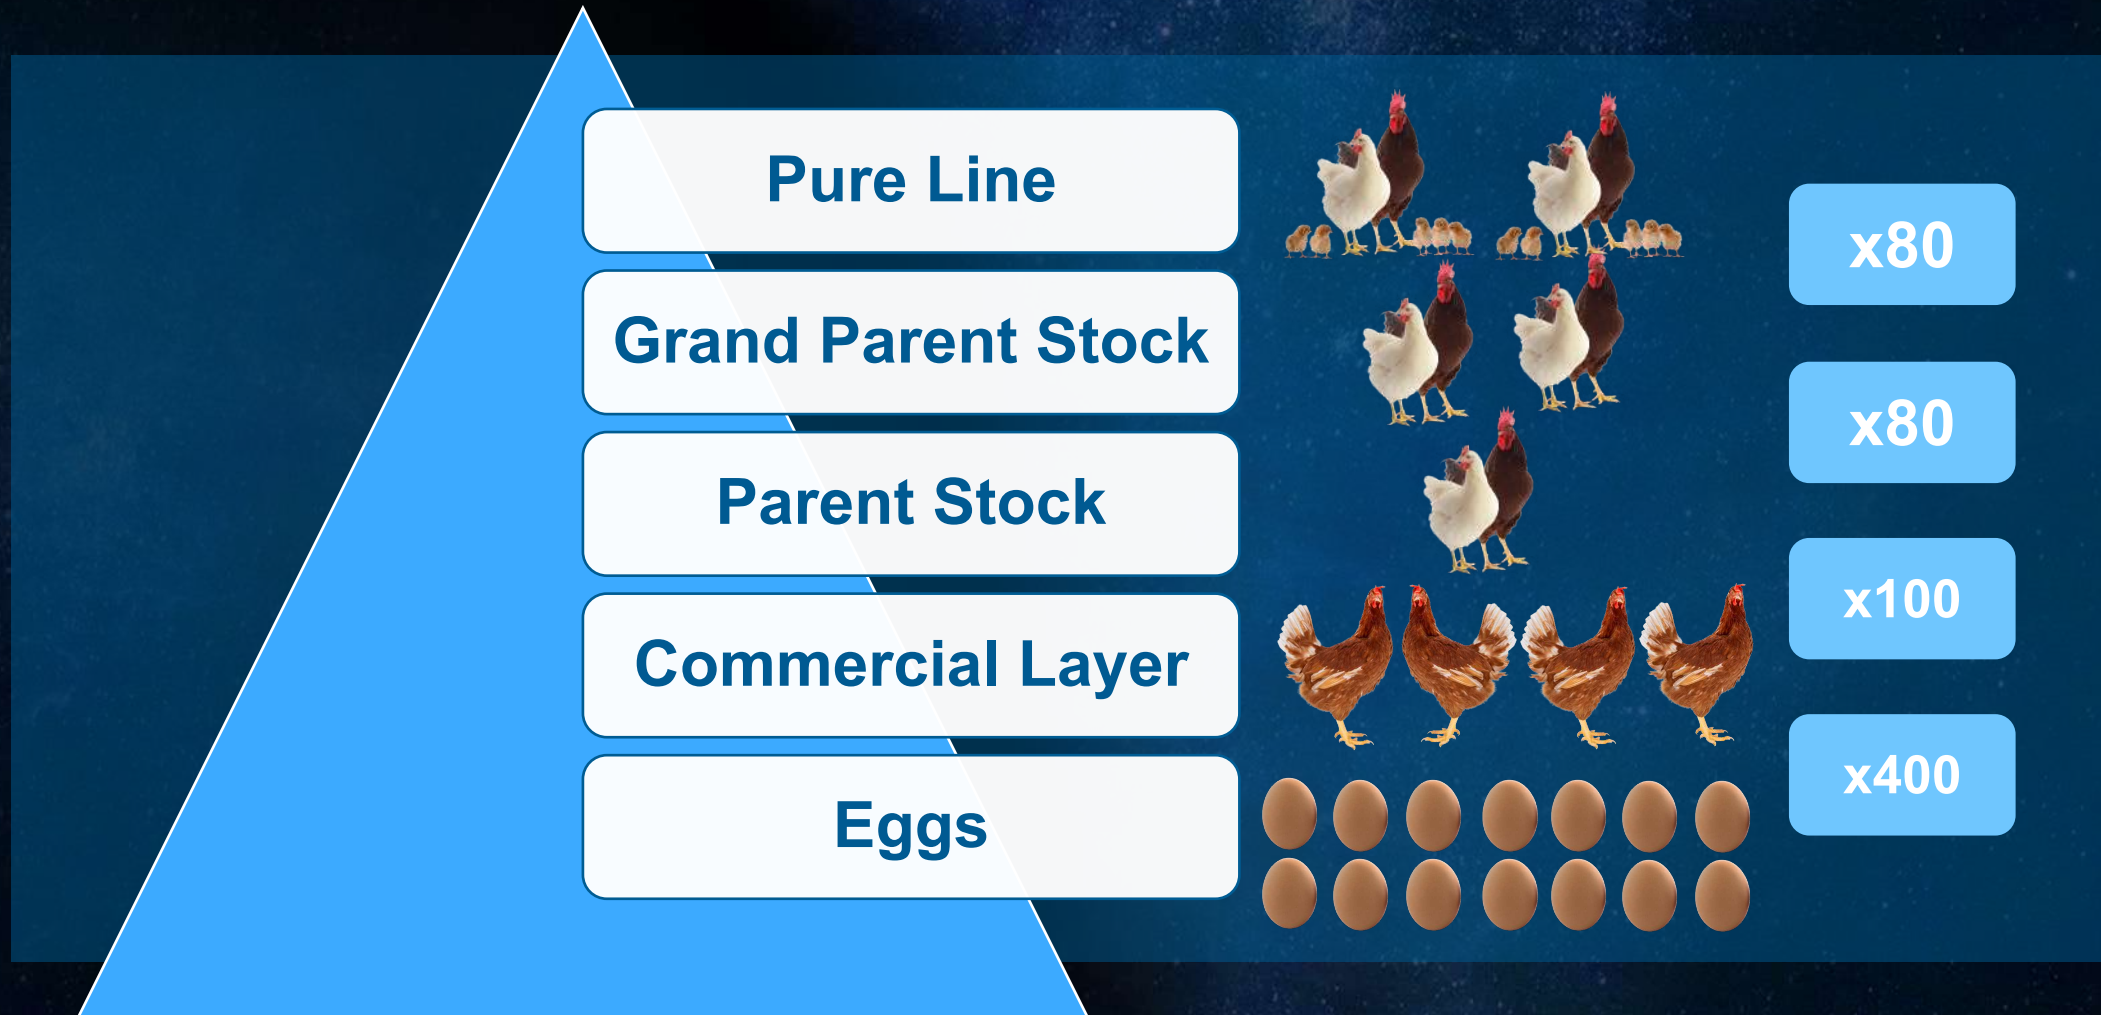 Pure Line
x80
Grand Parent Stock
x80
Parent Stock
x100
Commercial Layer
x400
Eggs